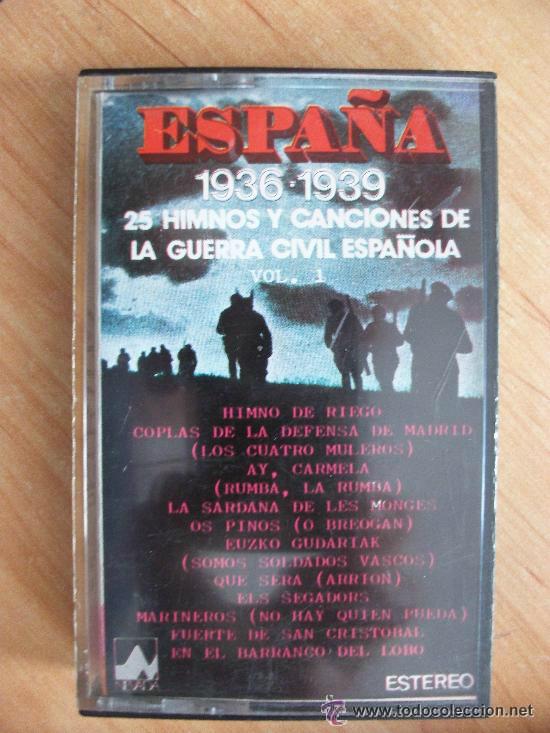 ESPAÑA
1936·1939
25 HIMNOS Y CANCIONES DE
LA GUERRA CIVIL ESPAÑOLA
VOL. 1
HIMNO DE RIEGO
COPLAS DE LA DEFENSA DE MADRID
(LOS CUATRO MULEROS)
AY, CARMELA
(RUMBA, LA RUMBA)
LA SARDANA DE LES MONGES
OS PINOS (O BREOGAN)
EUZKO GUDARIAK
(SOMOS SOLDADOS VASCOS)
QUE SERA (ARRION)
ELS SEGADORS
MARINEROS (NO HAY QUIEN PUEDA)
FUERTE DE SAN CRISTOBAL
EN EL BARRANCO DEL LOBO
ESTEREO
www.todocoleccion.net